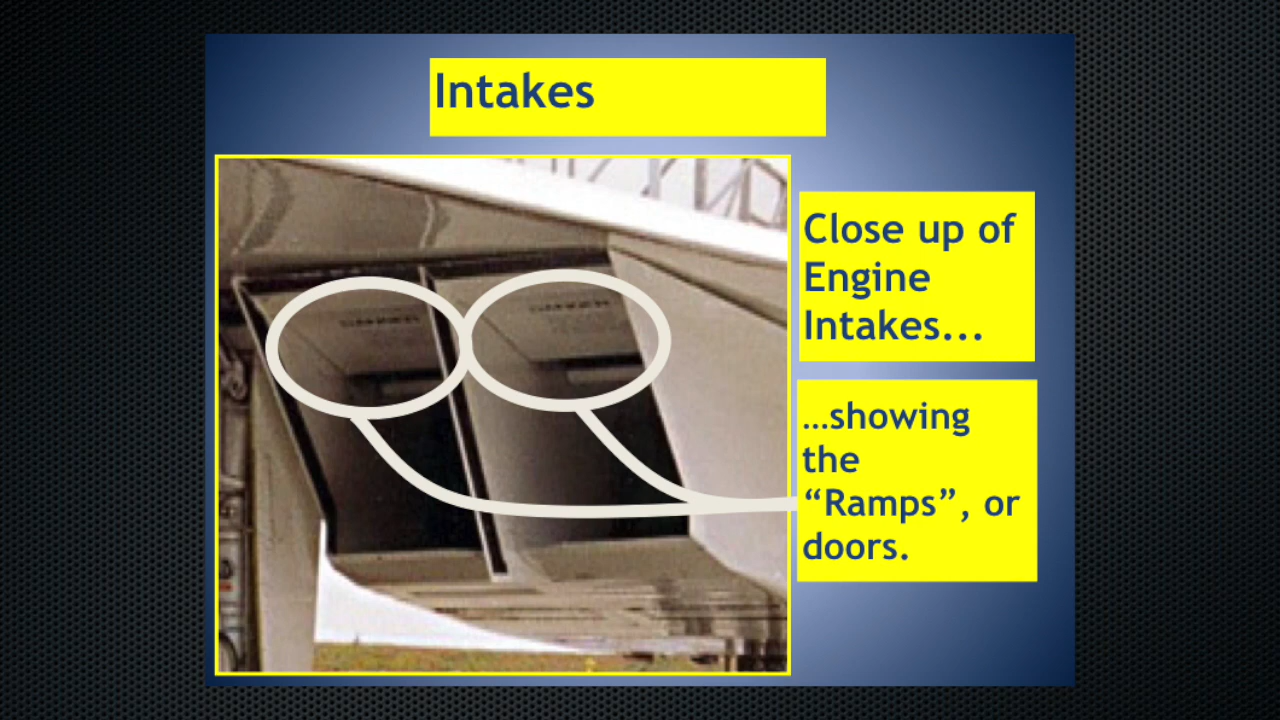 Intakes
Close up of
Engine
Intakes...
...showing
the
“Ramps”, or
doors.